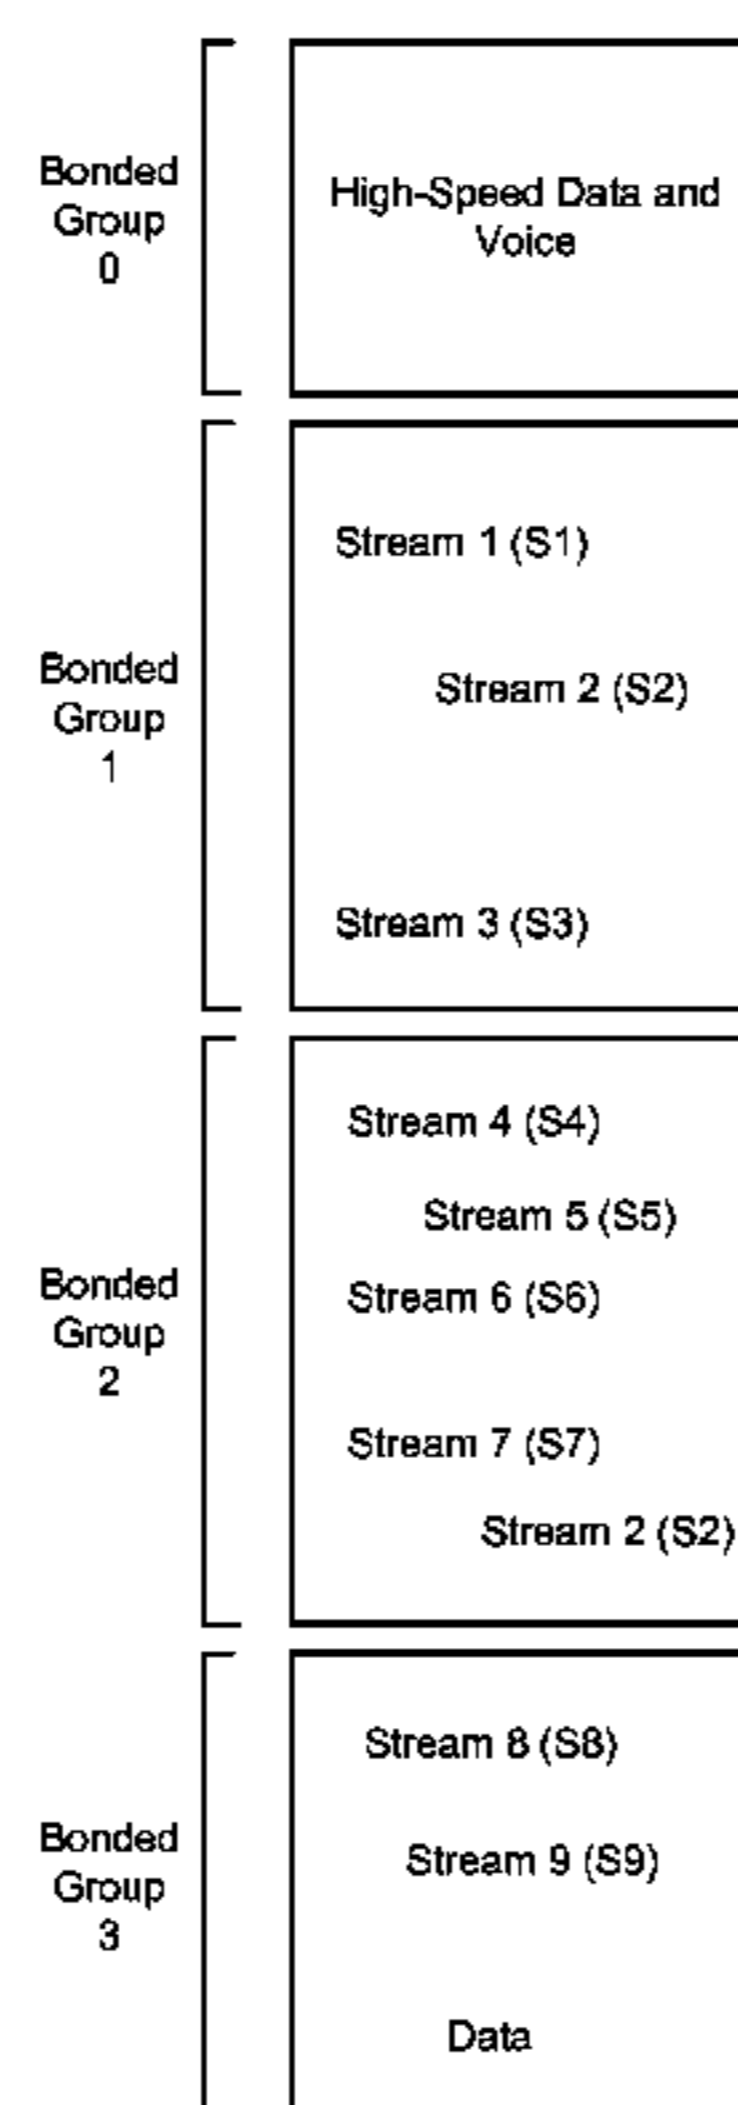 Bonded
Group
0
High-Speed Data and
Voice
Bonded
Group
1
Stream 1 (S1)
Stream 2 (S2)
Stream 3 (S3)
Bonded
Group
2
Stream 4 (S4)
Stream 5 (S5)
Stream 6 (S6)
Stream 7 (S7)
Stream 2 (S2)
Bonded
Group
3
Stream 8 (S8)
Stream 9 (S9)
Data